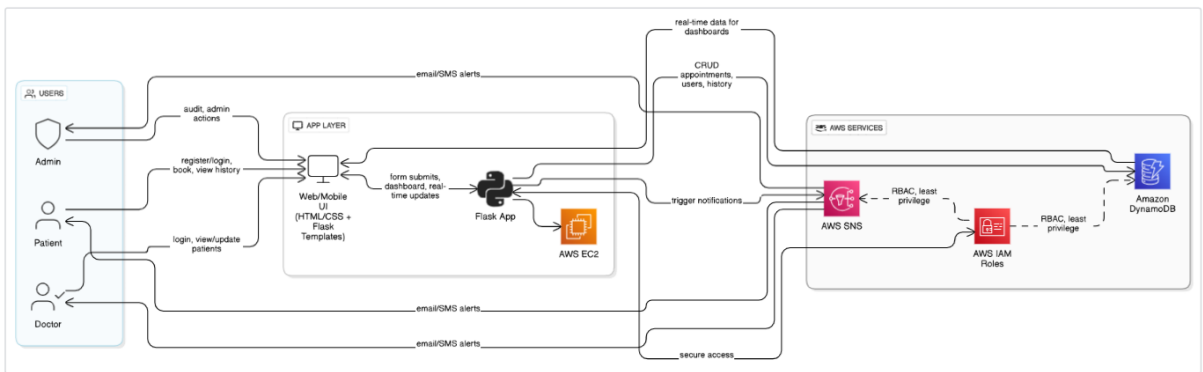 real-time data for
dashboards
email/SMS alerts
CRUD
appointments,
users, history
USERS
audit, admin
actions
Admin
APP LAYER
AWS SERVICES
register/login,
book, view history
Web/Mobile
UI
(HTML/CSS +
Flask
Templates)
form submits,
dashboard, real-
time updates
Flask App
trigger notifications
AWS SNS
RBAC, least
privilege
Amazon
DynamoDB
RBAC, least
privilege
AWS IAM
Roles
Patient
login, view/update
patients
AWS EC2
Doctor
email/SMS alerts
email/SMS alerts
secure access